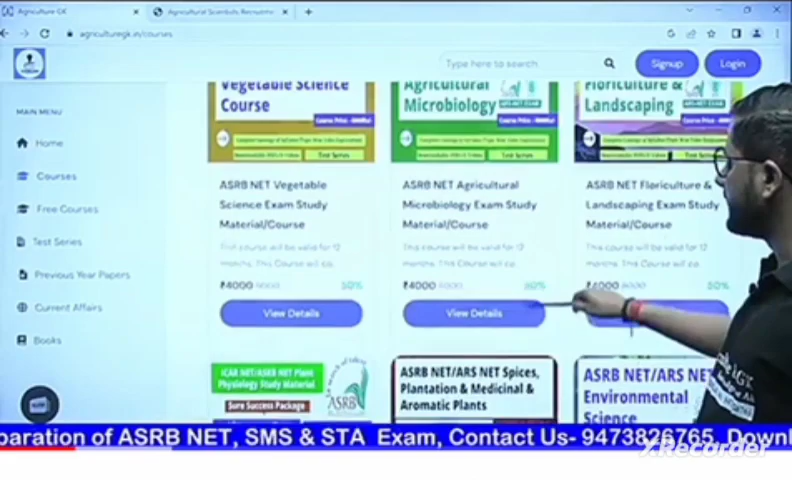 Agriculture GK
Agricultural Scientists Recruitmen
agriculturegk.in/courses
Type here to search
Signup
Login
MAIN MENU
Home
Courses
Free Courses
Test Series
Previous Year Papers
Current Affairs
Books
Vegetable Science
Course
ASRB NET Vegetable
Science Exam Study
Material/Course
This course will be valid for 12
months. This Course will co
₹4000
50%
View Details
Agricultural
Microbiology
ASRB NET Agricultural
Microbiology Exam Study
Material/Course
This course will be valid for 12
months. This Course will co
₹4000
50%
View Details
Floriculture &
Landscaping
ASRB NET Floriculture &
Landscaping Exam Study
Material/Course
This course will be valid for 12
months. This Course will co
₹4000
50%
ICAR NET/ASRB NET Plant
Physiology Study Material
Sure Success Package
ASRB
ASRB NET/ARS NET Spices,
Plantation & Medicinal &
Aromatic Plants
ASRB NET/ARS NET
Environmental
Science
paration of ASRB NET, SMS & STA Exam, Contact Us- 9473826765, Downl
XRecorder